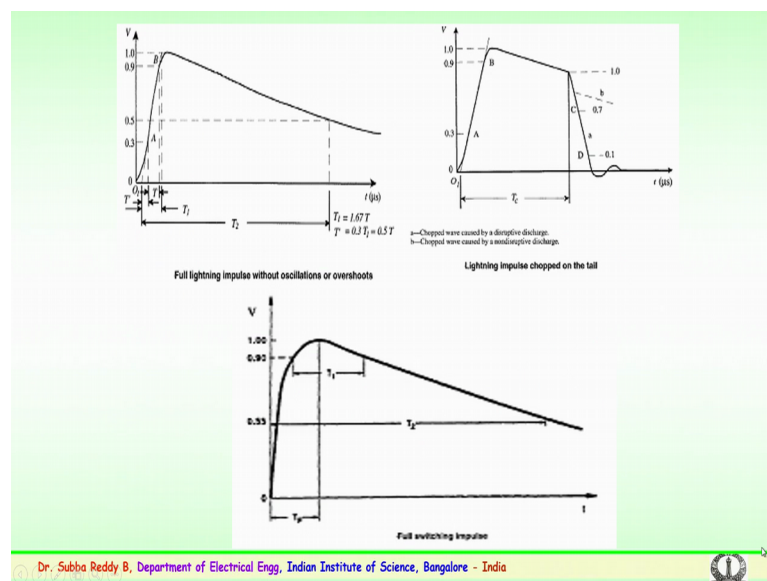 V
1.0
B
0.9
0.5
0.3
A
0
O₁
T
T'
T₁
T₂
t (μs)
T₁ = 1.67 T
T' = 0.3 T₁ = 0.5 T
Full lightning impulse without oscillations or overshoots
V
1.0
0.9
B
1.0
b
C
0.7
0.3
A
a
D
0.1
0
O₁
t (μs)
T꜀
a—Chopped wave caused by a disruptive discharge.
b—Chopped wave caused by a nondisruptive discharge.
Lightning impulse chopped on the tail
V
1.00
0.90
T₁
T₂
0
Tₚ
t
Full switching impulse
Dr. Subba Reddy B, Department of Electrical Engg, Indian Institute of Science, Bangalore - India